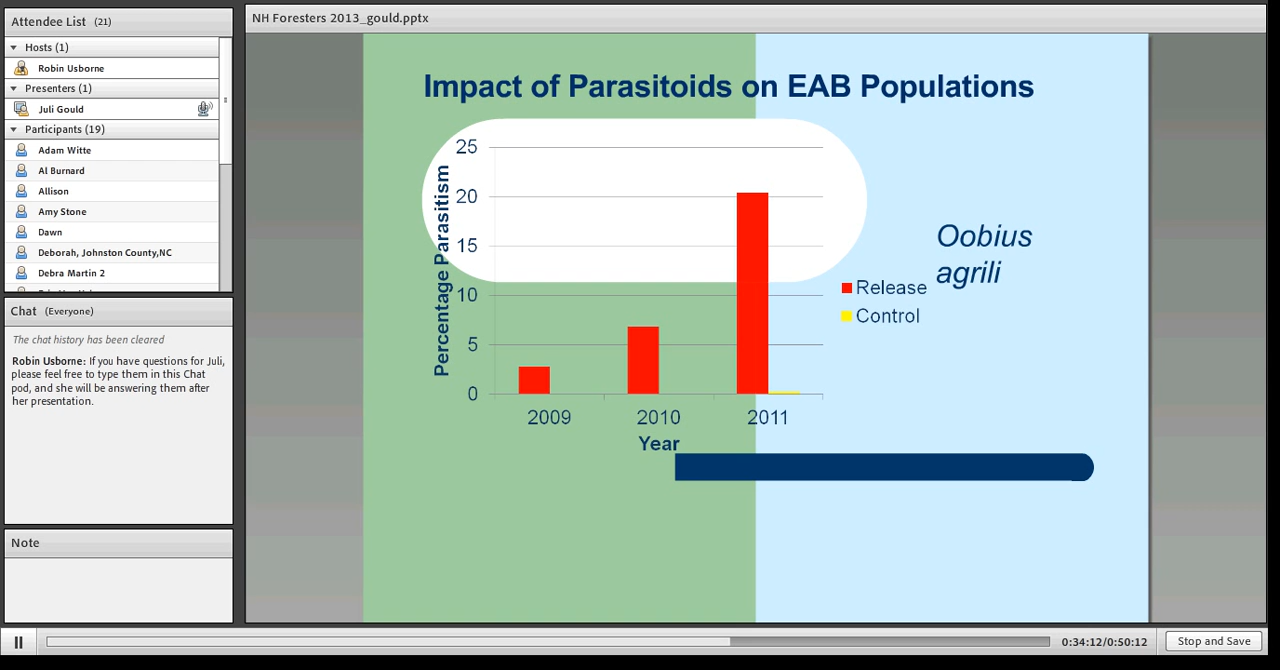 Attendee List (21)
Hosts (1)
Robin Usborne
Presenters (1)
Juli Gould
Participants (19)
Adam Witte
Al Burnard
Allison
Amy Stone
Dawn
Deborah, Johnston County,NC
Debra Martin 2
Chat (Everyone)
The chat history has been cleared
Robin Usborne: If you have questions for Juli,
please feel free to type them in this Chat
pod, and she will be answering them after
her presentation.
Note
NH Foresters 2013_gould.pptx
Impact of Parasitoids on EAB Populations
Percentage Parasitism
25
20
15
10
5
0
2009 2010 2011
Year
Release
Control
Oobius
agrili
0:34:12/0:50:12
Stop and Save